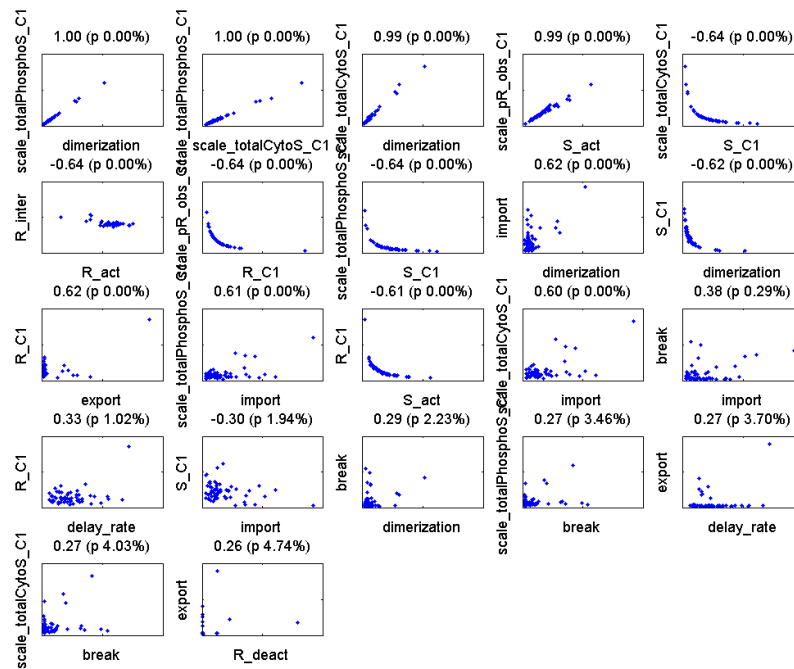 1.00 (p 0.00%)
scale_totalPhosphoS_C1
dimerization
1.00 (p 0.00%)
scale_totalPhosphoS_C1
scale_totalCytoS_C1
0.99 (p 0.00%)
scale_totalCytoS_C1
dimerization
0.99 (p 0.00%)
scale_pR_obs_C1
S_act
-0.64 (p 0.00%)
scale_totalCytoS_C1
S_C1
-0.64 (p 0.00%)
R_inter
R_act
-0.64 (p 0.00%)
scale_pR_obs_C1
R_C1
-0.64 (p 0.00%)
scale_totalPhosphoS_C1
S_C1
0.62 (p 0.00%)
import
dimerization
-0.62 (p 0.00%)
S_C1
dimerization
0.62 (p 0.00%)
R_C1
export
0.61 (p 0.00%)
scale_totalPhosphoS_C1
import
-0.61 (p 0.00%)
R_C1
S_act
0.60 (p 0.00%)
scale_totalCytoS_C1
import
0.38 (p 0.29%)
break
import
0.33 (p 1.02%)
R_C1
delay_rate
-0.30 (p 1.94%)
S_C1
import
0.29 (p 2.23%)
break
dimerization
0.27 (p 3.46%)
scale_totalPhosphoS_C1
break
0.27 (p 3.70%)
export
delay_rate
0.27 (p 4.03%)
scale_totalCytoS_C1
break
0.26 (p 4.74%)
export
R_deact